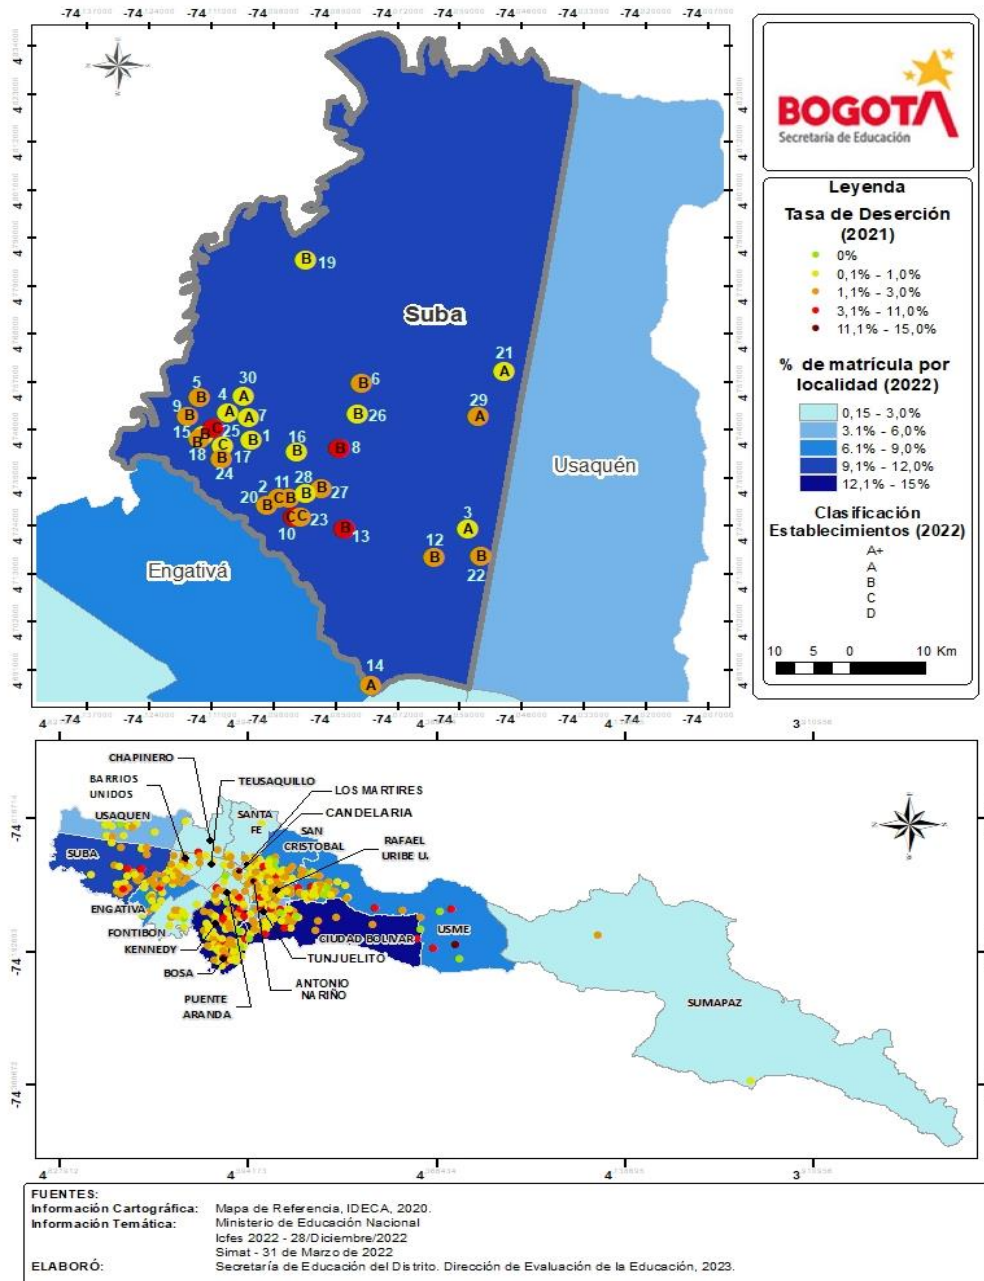 BOGOTÁ
Secretaría de Educación
Leyenda
Tasa de Deserción
(2021)
0%
0,1% - 1,0%
1,1% - 3,0%
3,1% - 11,0%
11,1% - 15,0%
% de matrícula por
localidad (2022)
0,15 - 3,0%
3.1% - 6,0%
6.1% - 9,0%
9,1% - 12,0%
12,1% - 15%
Clasificación
Establecimientos (2022)
A+
A
B
C
D
10 5 0 10 Km
B 19
Suba
21
A
5
B
4
A
30
A
B 6
9
B
7
A
B 26
29
A
15
B
C
25
B 1
18
B
C
17
16
B
B 8
24
B
Usaquén
2
11
28
20
B
C
B
B
B
27
10
C
C
23
B
13
3
A
12
B
B
22
Engativá
14
A
CHAPINERO
BARRIOS
UNIDOS
TEUSAQUILLO
LOS MARTIRES
CANDELARIA
USAQUEN
SANTA
FE
SAN
CRISTOBAL
RAFAEL
URIBE U.
SUBA
ENGATIVA
FONTIBON
KENNEDY
BOSA
CIUDAD BOLIVAR
USME
TUNJUELITO
ANTONIO
NARIÑO
PUENTE
ARANDA
SUMAPAZ
FUENTES:
Información Cartográfica: Mapa de Referencia, IDECA, 2020.
Información Temática: Ministerio de Educación Nacional
Icfes 2022 - 28/Diciembre/2022
Simat - 31 de Marzo de 2022
ELABORÓ: Secretaría de Educación del Distrito. Dirección de Evaluación de la Educación, 2023.